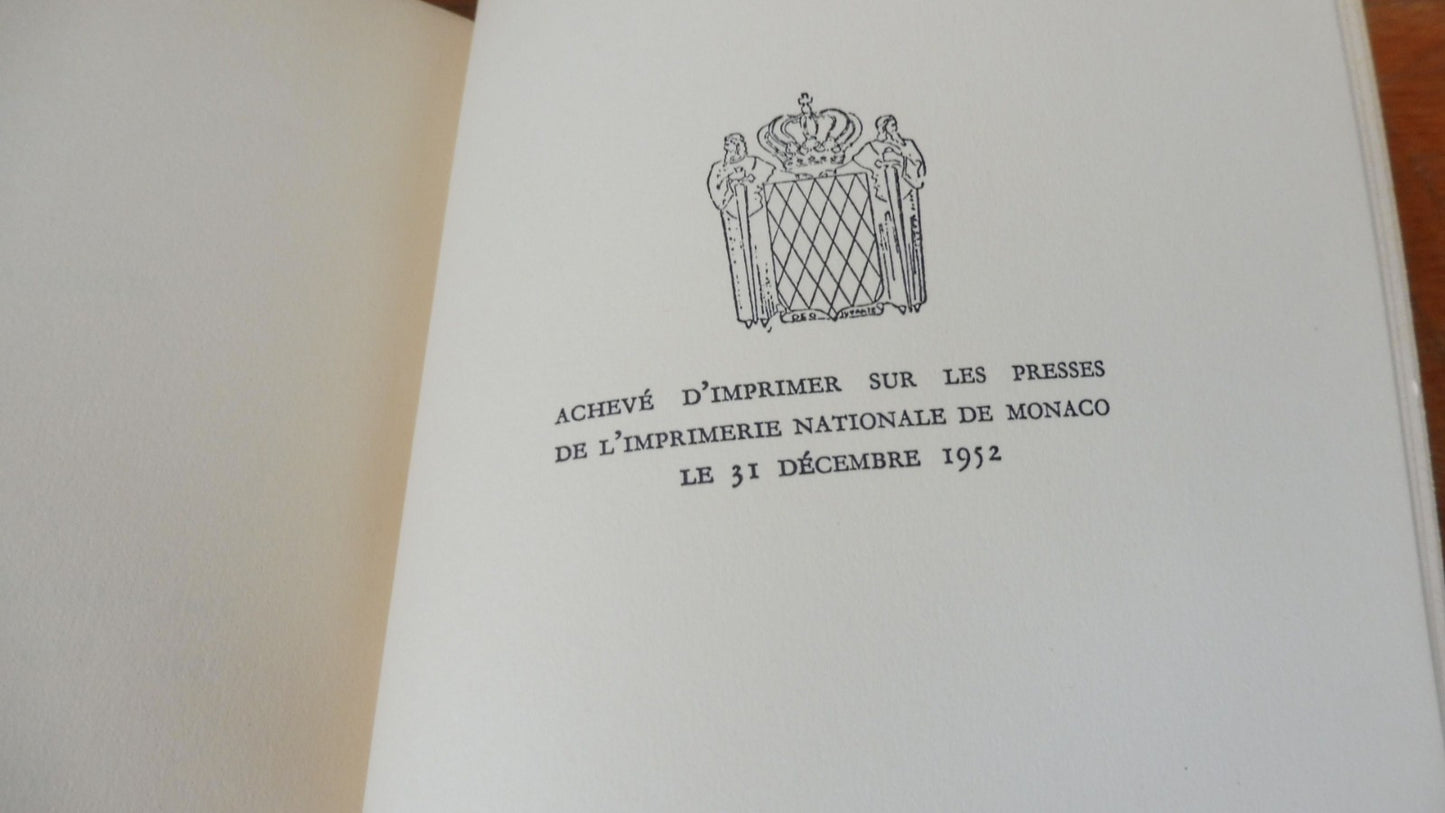 ACHEVÉ D'IMPRIMER SUR LES PRESSES
DE L'IMPRIMERIE NATIONALE DE MONACO
LE 31 DÉCEMBRE 1952